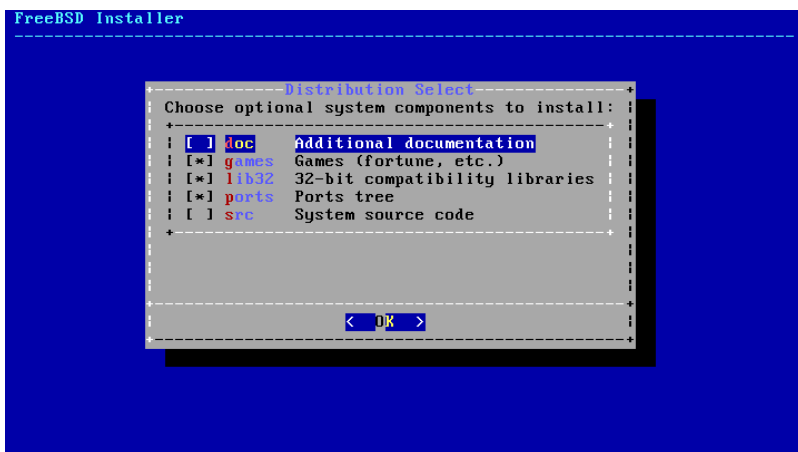 FreeBSD Installer
Distribution Select
Choose optional system components to install:
[ ] doc Additional documentation
[*] games Games (fortune, etc.)
[*] lib32 32-bit compatibility libraries
[*] ports Ports tree
[ ] src System source code
< OK >